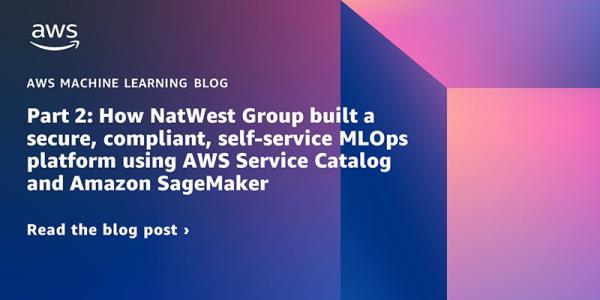 aws
AWS MACHINE LEARNING BLOG
Part 2: How NatWest Group built a
secure, compliant, self-service MLOps
platform using AWS Service Catalog
and Amazon SageMaker
Read the blog post ›